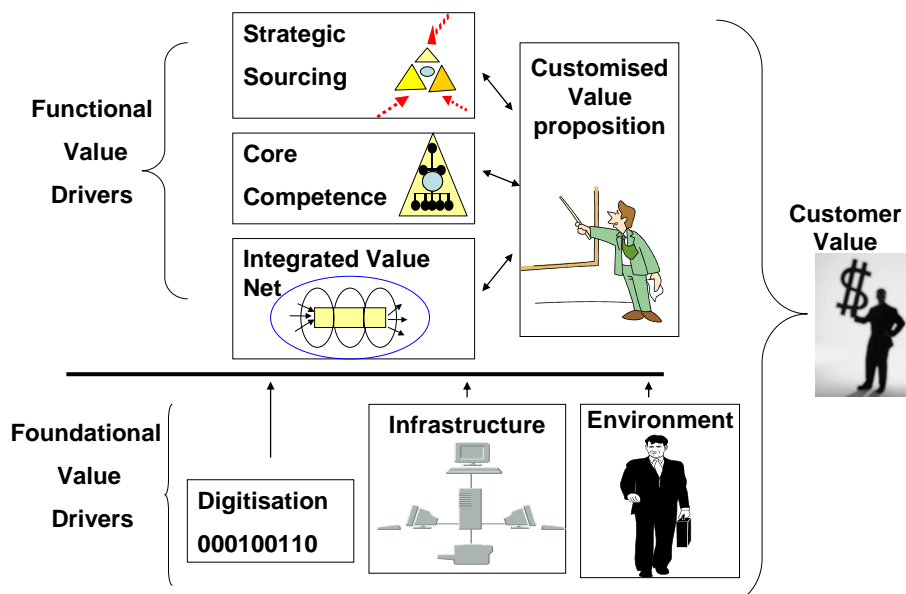 Strategic
Sourcing
Customised
Value
proposition
Functional
Value
Drivers
Core
Competence
Integrated Value
Net
Customer
Value
$
Foundational
Value
Drivers
Digitisation
000100110
Infrastructure
Environment